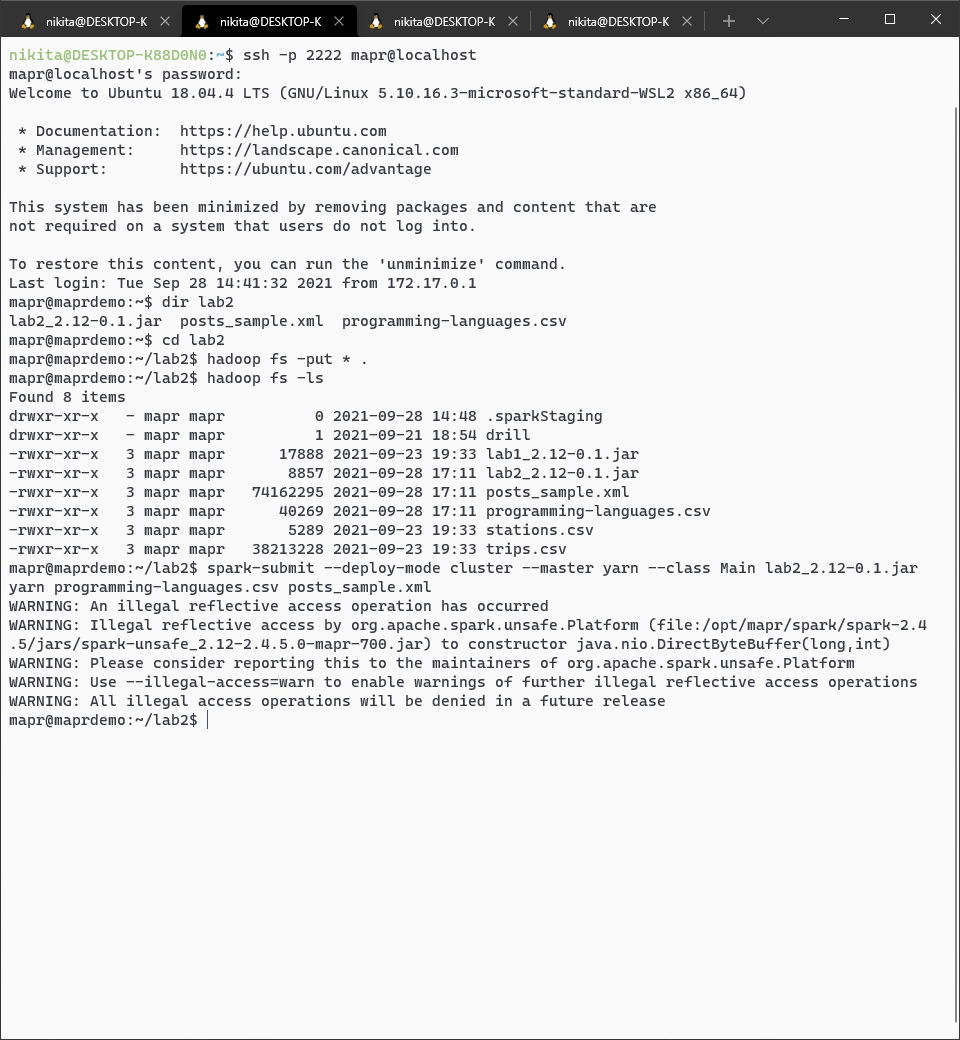 nikita@DESKTOP-K
nikita@DESKTOP-K
nikita@DESKTOP-K
nikita@DESKTOP-K
nikita@DESKTOP-K88D0N0:~$ ssh -p 2222 mapr@localhost
mapr@localhost's password:
Welcome to Ubuntu 18.04.4 LTS (GNU/Linux 5.10.16.3-microsoft-standard-WSL2 x86_64)
* Documentation:  https://help.ubuntu.com
* Management:     https://landscape.canonical.com
* Support:        https://ubuntu.com/advantage
This system has been minimized by removing packages and content that are
not required on a system that users do not log into.
To restore this content, you can run the 'unminimize' command.
Last login: Tue Sep 28 14:41:32 2021 from 172.17.0.1
mapr@maprdemo:~$ dir lab2
lab2_2.12-0.1.jar  posts_sample.xml  programming-languages.csv
mapr@maprdemo:~$ cd lab2
mapr@maprdemo:~/lab2$ hadoop fs -put * .
mapr@maprdemo:~/lab2$ hadoop fs -ls
Found 8 items
drwxr-xr-x   - mapr mapr          0 2021-09-28 14:48 .sparkStaging
drwxr-xr-x   - mapr mapr          1 2021-09-21 18:54 drill
-rwxr-xr-x   3 mapr mapr      17888 2021-09-23 19:33 lab1_2.12-0.1.jar
-rwxr-xr-x   3 mapr mapr       8857 2021-09-28 17:11 lab2_2.12-0.1.jar
-rwxr-xr-x   3 mapr mapr   74162295 2021-09-28 17:11 posts_sample.xml
-rwxr-xr-x   3 mapr mapr      40269 2021-09-28 17:11 programming-languages.csv
-rwxr-xr-x   3 mapr mapr       5289 2021-09-23 19:33 stations.csv
-rwxr-xr-x   3 mapr mapr   38213228 2021-09-23 19:33 trips.csv
mapr@maprdemo:~/lab2$ spark-submit --deploy-mode cluster --master yarn --class Main lab2_2.12-0.1.jar
yarn programming-languages.csv posts_sample.xml
WARNING: An illegal reflective access operation has occurred
WARNING: Illegal reflective access by org.apache.spark.unsafe.Platform (file:/opt/mapr/spark/spark-2.4
.5/jars/spark-unsafe_2.12-2.4.5.0-mapr-700.jar) to constructor java.nio.DirectByteBuffer(long,int)
WARNING: Please consider reporting this to the maintainers of org.apache.spark.unsafe.Platform
WARNING: Use --illegal-access=warn to enable warnings of further illegal reflective access operations
WARNING: All illegal access operations will be denied in a future release
mapr@maprdemo:~/lab2$